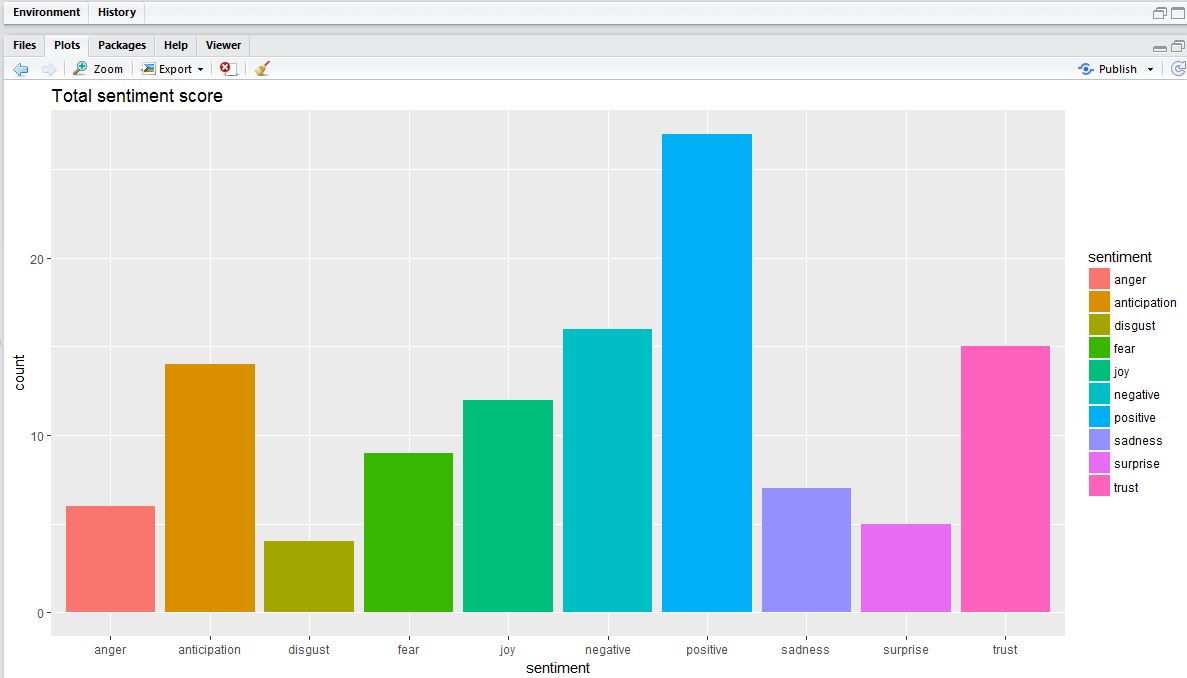 Environment History
Files Plots Packages Help Viewer
Zoom Export Publish
Total sentiment score
20
10
0
count
anger anticipation disgust fear joy negative positive sadness surprise trust
sentiment
sentiment
anger
anticipation
disgust
fear
joy
negative
positive
sadness
surprise
trust